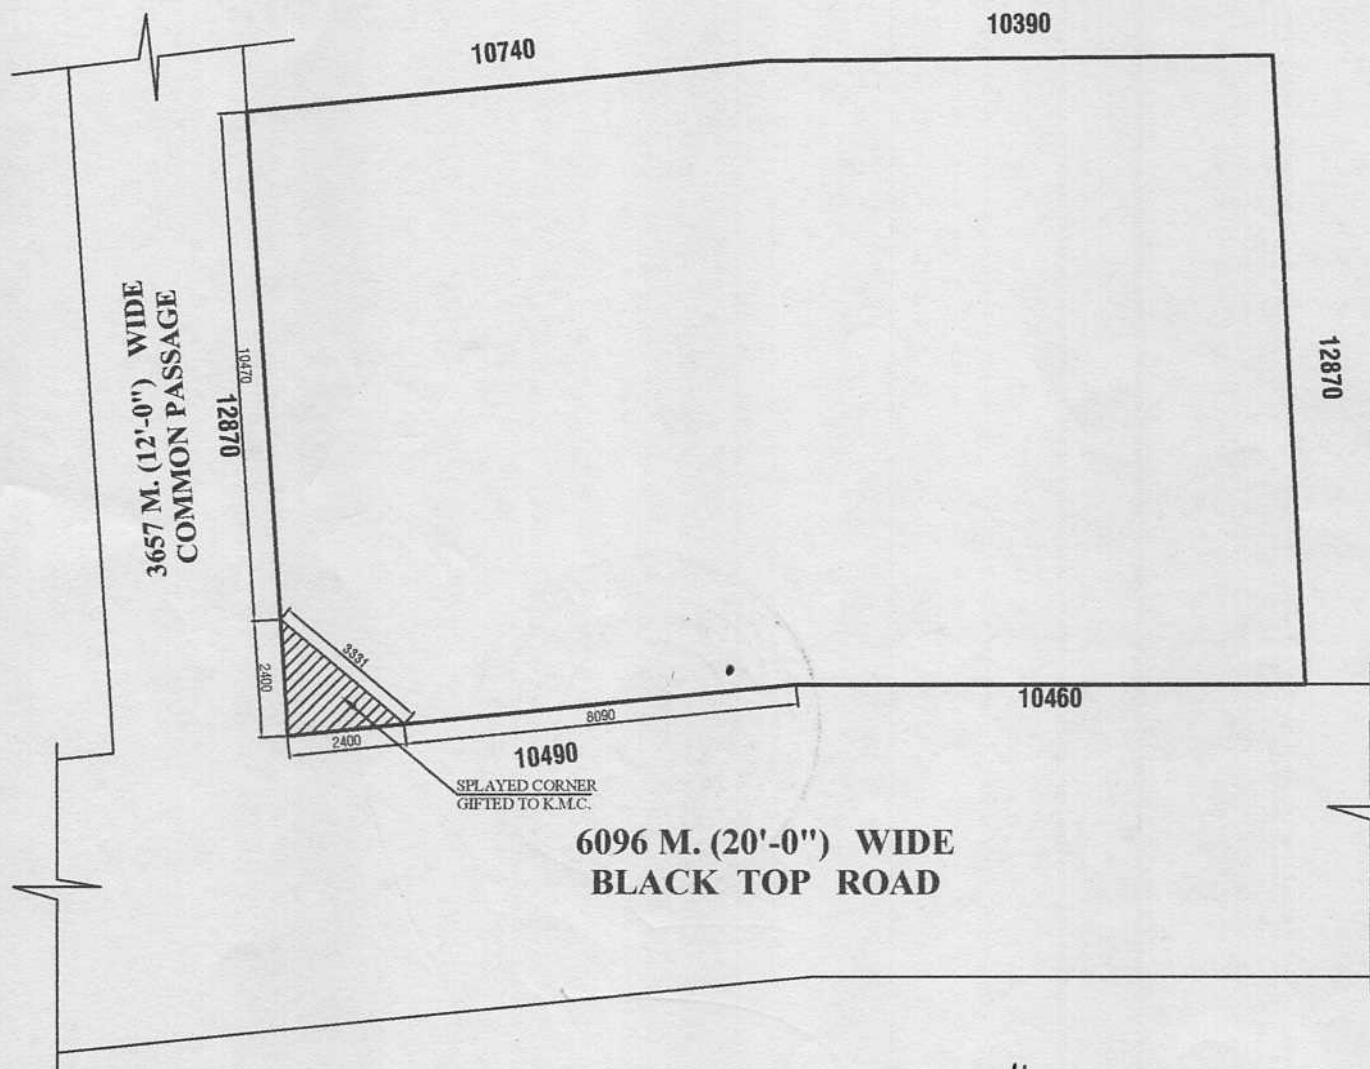 10740
10390
3657 M. (12'-0") WIDE
COMMON PASSAGE
10470
12870
12870
2400
3331
2400
8090
10490
10460
SPLAYED CORNER
GIFTED TO K.M.C.
6096 M. (20'-0") WIDE
BLACK TOP ROAD